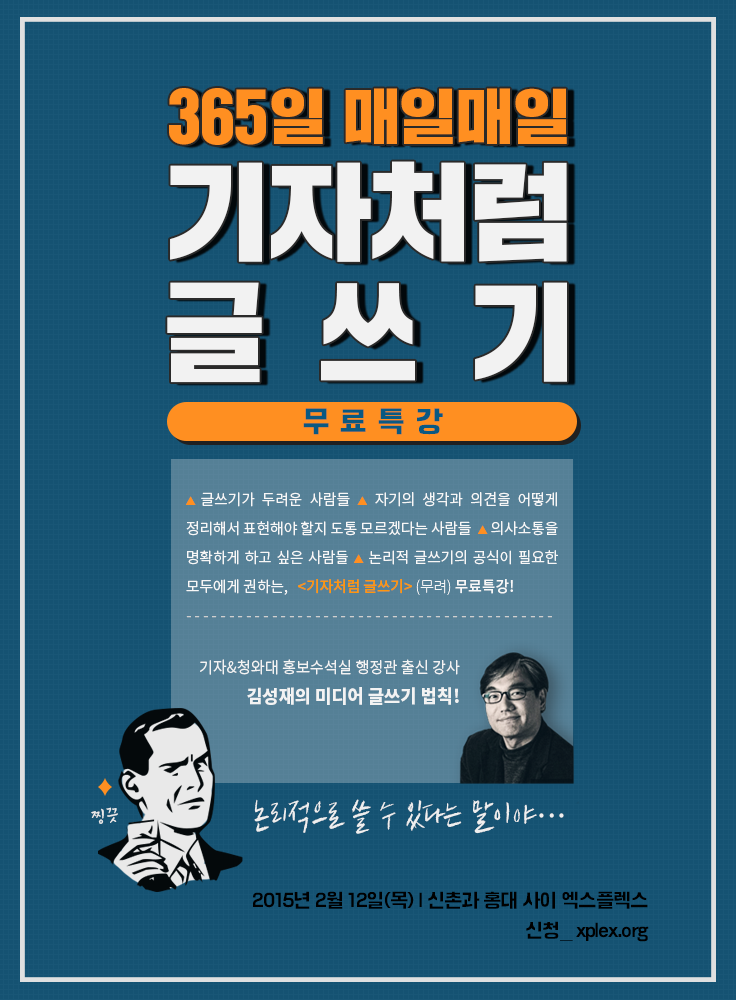 365일 매일매일
기자처럼
글 쓰 기
무료특강
▲ 글쓰기가 두려운 사람들 ▲ 자기의 생각과 의견을 어떻게
정리해서 표현해야 할지 도통 모르겠다는 사람들 ▲ 의사소통을
명확하게 하고 싶은 사람들 ▲ 논리적 글쓰기의 공식이 필요한
모두에게 권하는, <기자처럼 글쓰기> (무려) 무료특강!
기자&청와대 홍보수석실 행정관 출신 강사
김성재의 미디어 글쓰기 법칙!
찡긋
논리적으로 쓸 수 있다는 말이야···
2015년 2월 12일(목) | 신촌과 홍대 사이 엑스플렉스
신청_ xplex.org